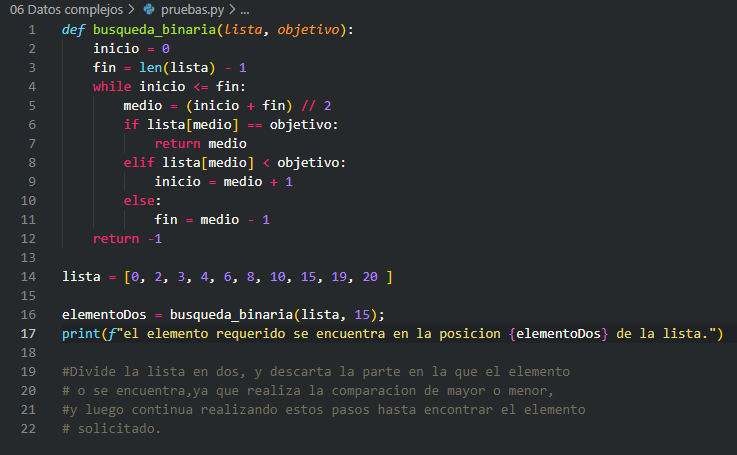 06 Datos complejos > pruebas.py > ...
1 def busqueda_binaria(lista, objetivo):
2     inicio = 0
3     fin = len(lista) - 1
4     while inicio <= fin:
5         medio = (inicio + fin) // 2
6         if lista[medio] == objetivo:
7             return medio
8         elif lista[medio] < objetivo:
9             inicio = medio + 1
10         else:
11             fin = medio - 1
12     return -1
13
14 lista = [0, 2, 3, 4, 6, 8, 10, 15, 19, 20 ]
15
16 elementoDos = busqueda_binaria(lista, 15);
17 print(f"el elemento requerido se encuentra en la posicion {elementoDos} de la lista.")
18
19 #Divide la lista en dos, y descarta la parte en la que el elemento
20 # o se encuentra,ya que realiza la comparacion de mayor o menor,
21 #y luego continua realizando estos pasos hasta encontrar el elemento
22 # solicitado.